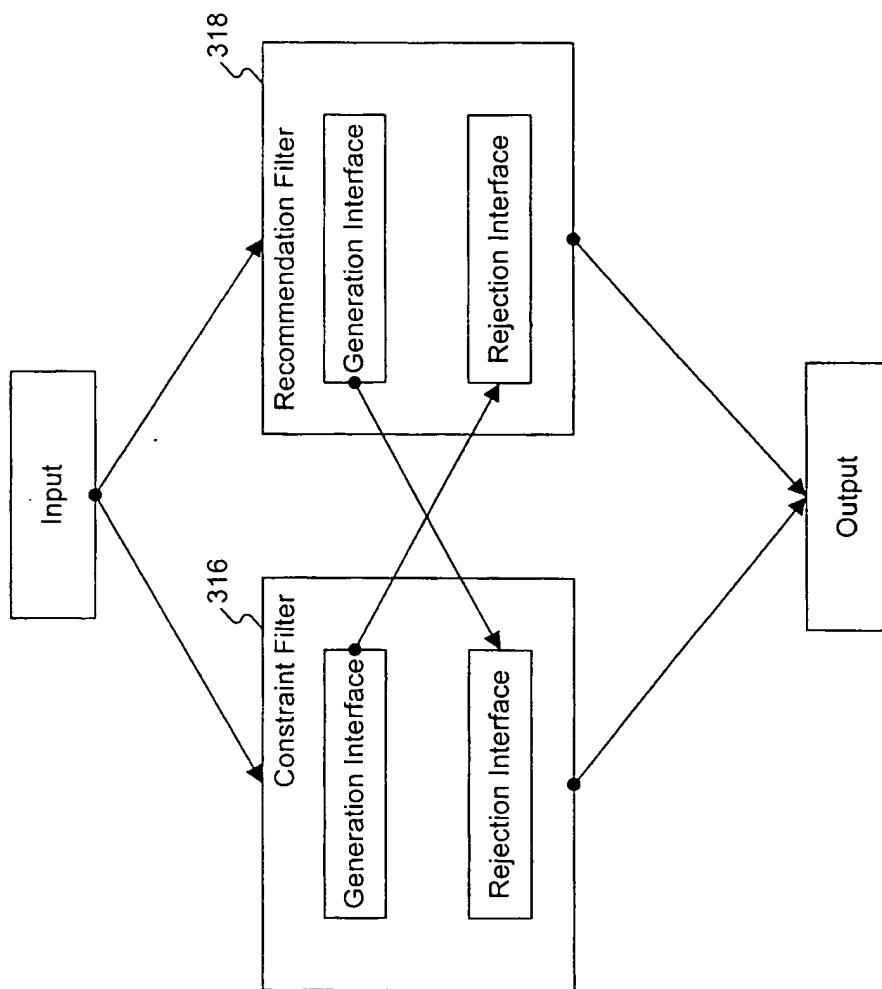 Input
316
Constraint Filter
Generation Interface
Rejection Interface
318
Recommendation Filter
Generation Interface
Rejection Interface
Output